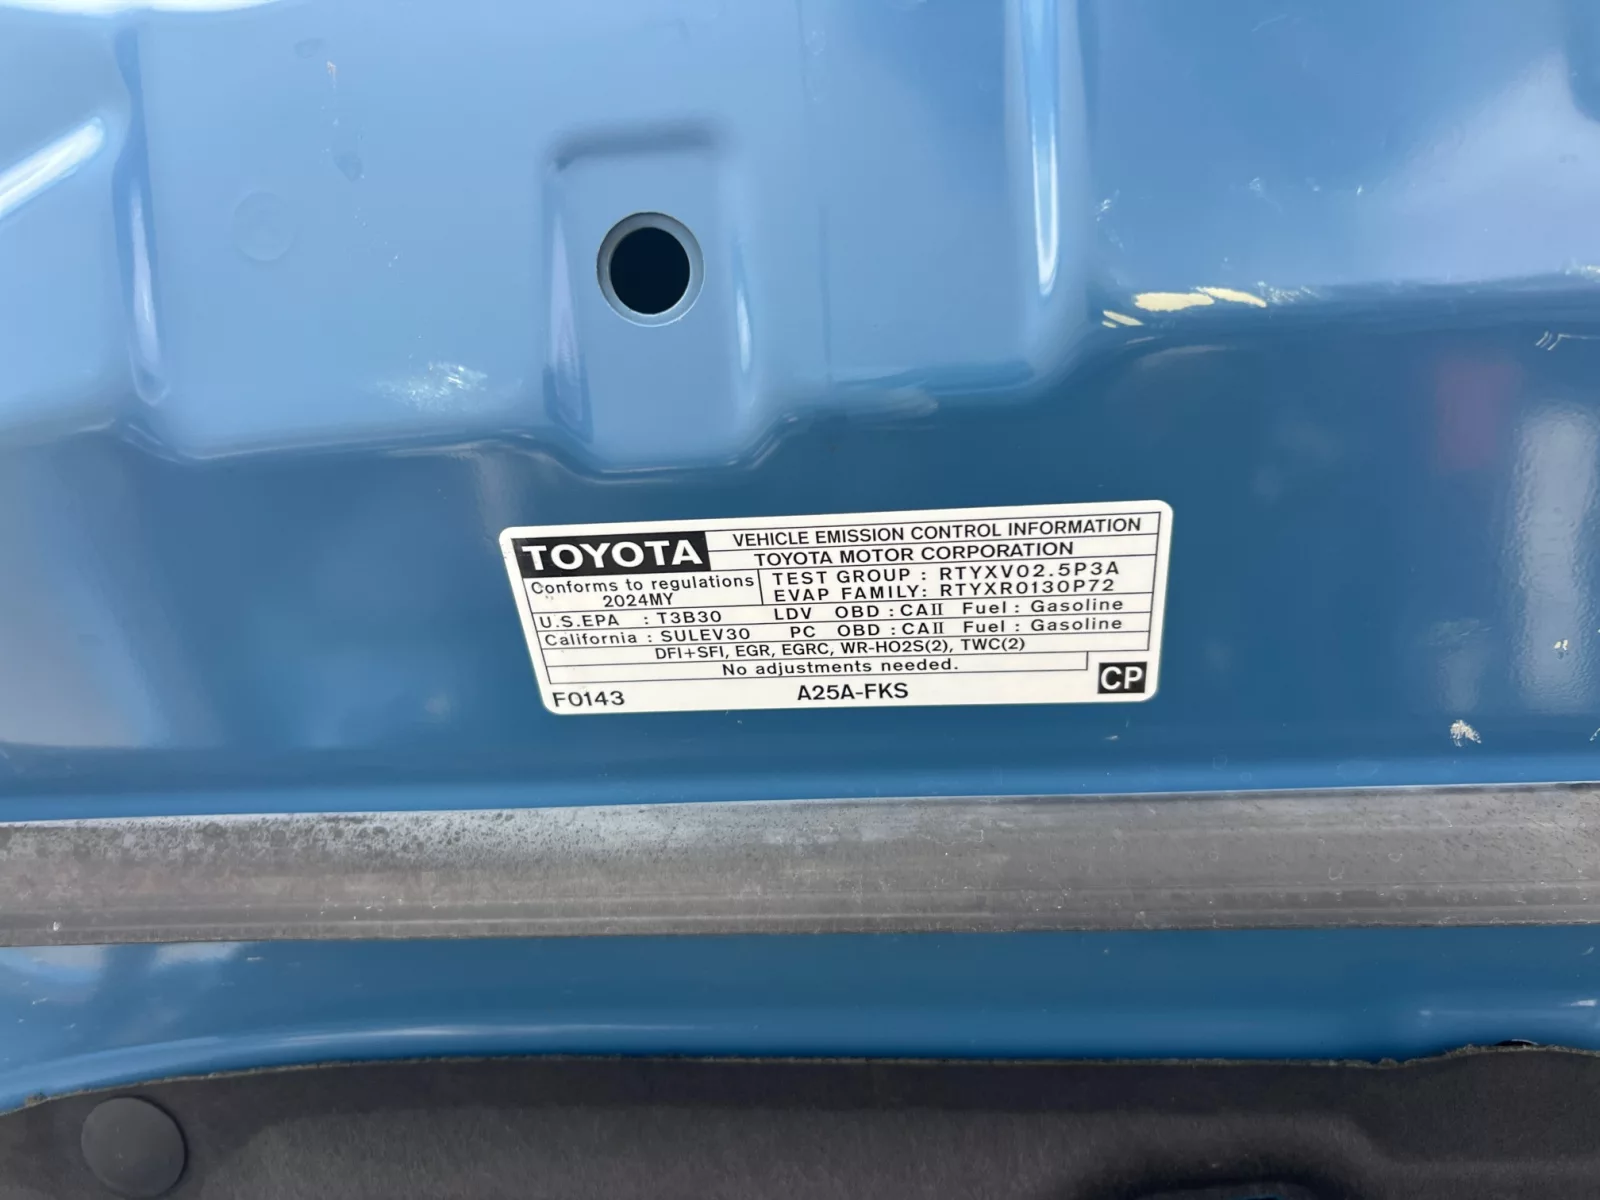 TOYOTA
VEHICLE EMISSION CONTROL INFORMATION
TOYOTA MOTOR CORPORATION
Conforms to regulations
2024MY
TEST GROUP : RTYXV02.5P3A
EVAP FAMILY: RTYXR0130P72
U.S.EPA : T3B30 LDV OBD : CAII Fuel : Gasoline
California : SULEV30 PC OBD : CAII Fuel : Gasoline
DFI+SFI, EGR, EGRC, WR-HO2S(2), TWC(2)
No adjustments needed.
F0143 A25A-FKS CP